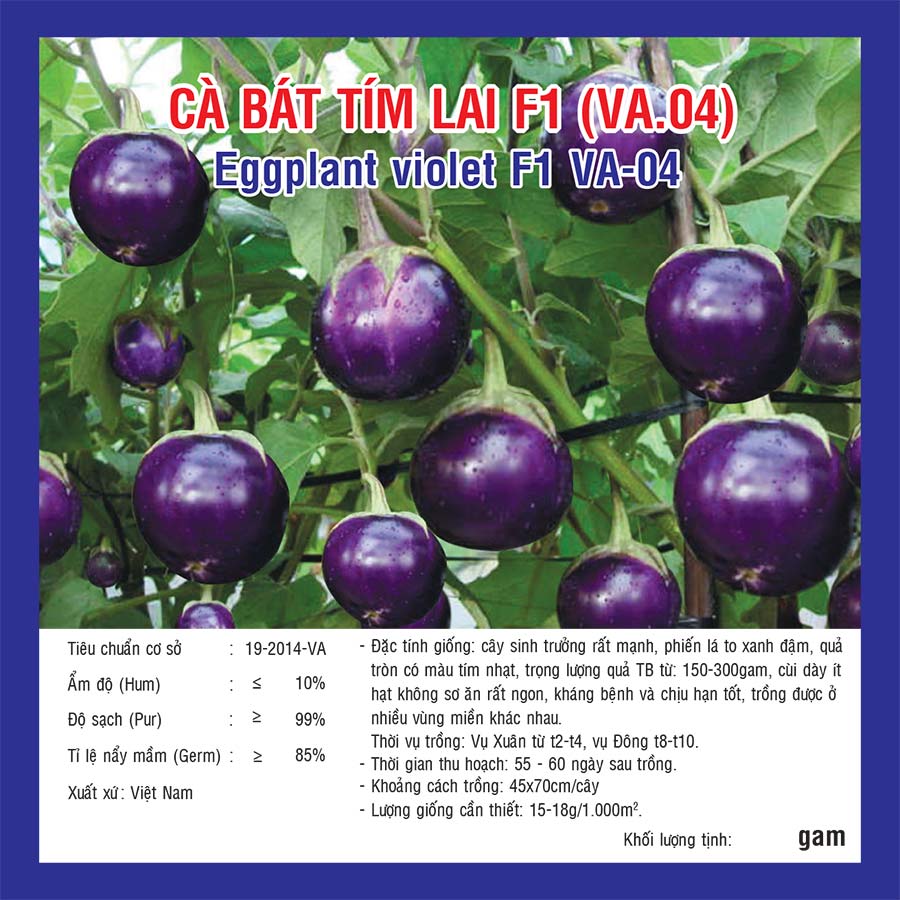 CÀ BÁT TÍM LAI F1 (VA.04)
Eggplant violet F1 VA-04
Tiêu chuẩn cơ sở : 19-2014-VA
Ẩm độ (Hum) : ≤ 10%
Độ sạch (Pur) : ≥ 99%
Tỉ lệ nẩy mầm (Germ) : ≥ 85%
Xuất xứ: Việt Nam
- Đặc tính giống: cây sinh trưởng rất mạnh, phiến lá to xanh đậm, quả
tròn có màu tím nhạt, trọng lượng quả TB từ: 150-300gam, cùi dày ít
hạt không sơ ăn rất ngon, kháng bệnh và chịu hạn tốt, trồng được ở
nhiều vùng miền khác nhau.
Thời vụ trồng: Vụ Xuân từ t2-t4, vụ Đông t8-t10.
- Thời gian thu hoạch: 55 - 60 ngày sau trồng.
- Khoảng cách trồng: 45x70cm/cây
- Lượng giống cần thiết: 15-18g/1.000m².
Khối lượng tịnh: gam